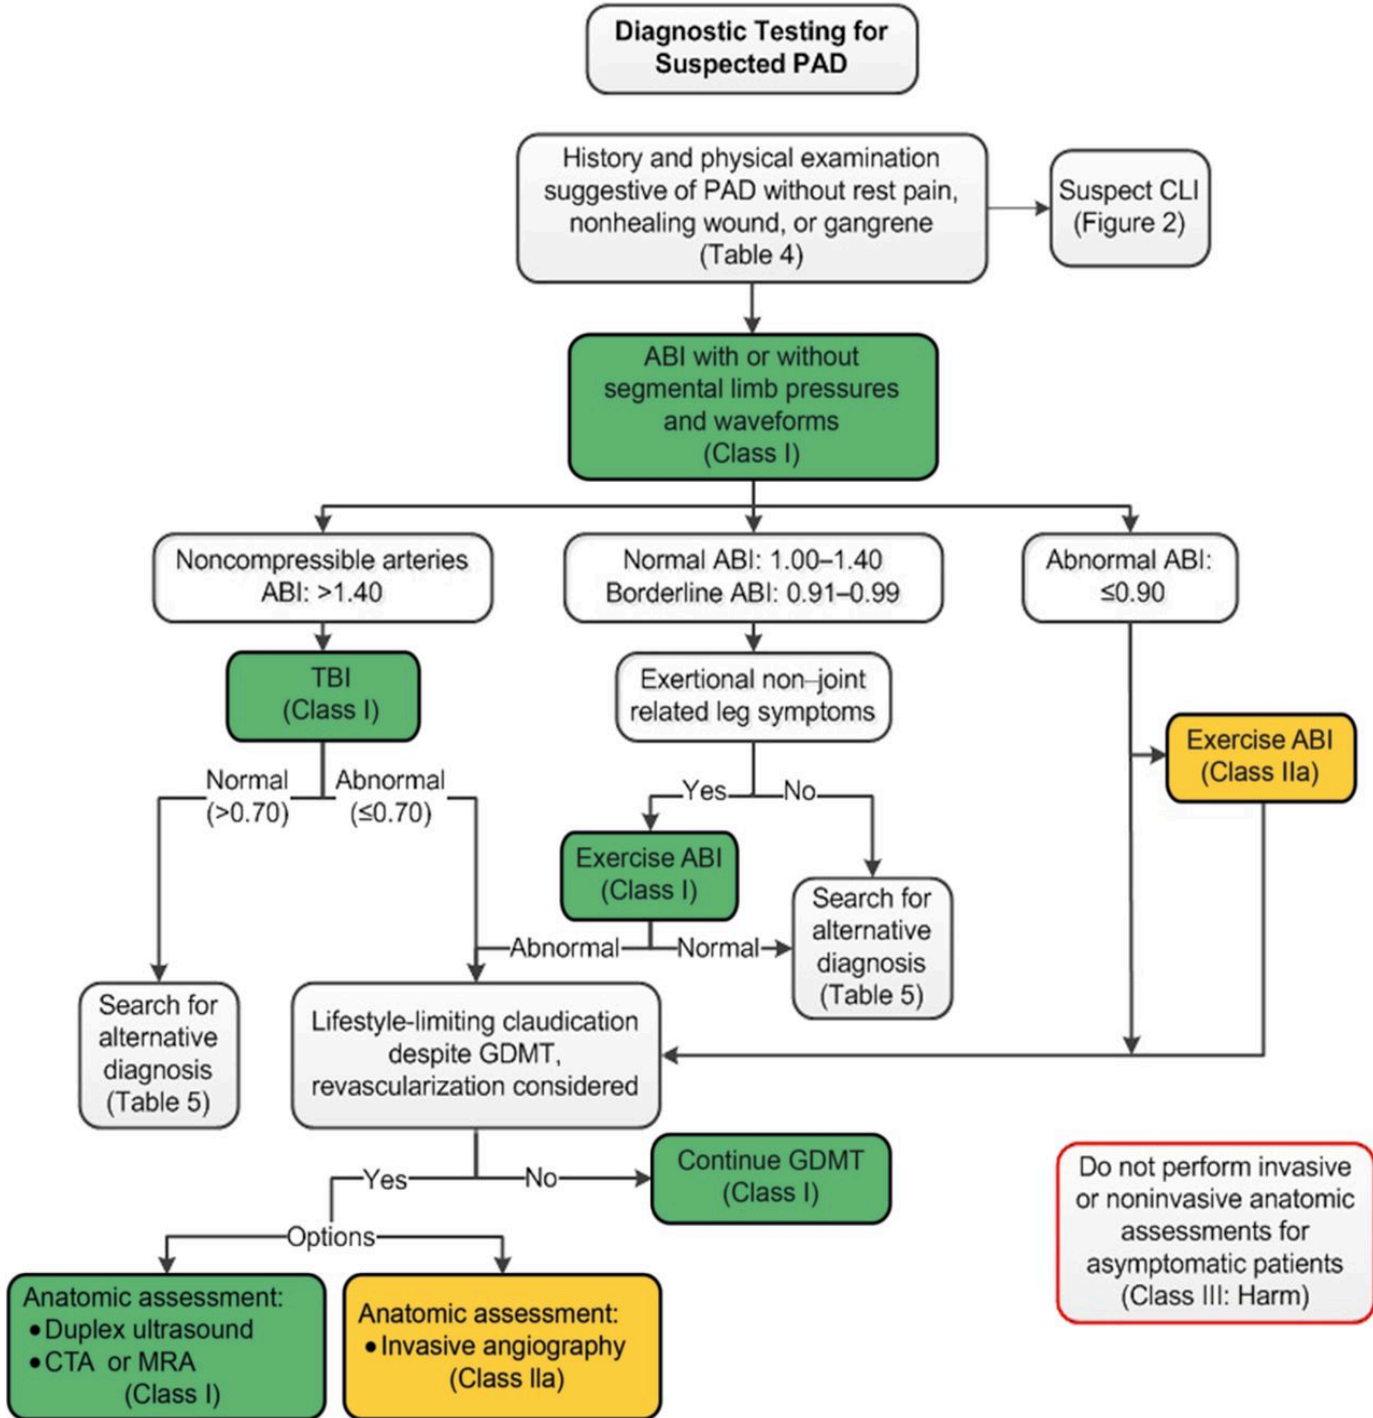 Diagnostic Testing for
Suspected PAD
History and physical examination
suggestive of PAD without rest pain,
nonhealing wound, or gangrene
(Table 4)
Suspect CLI
(Figure 2)
ABI with or without
segmental limb pressures
and waveforms
(Class I)
Noncompressible arteries
ABI: >1.40
Normal ABI: 1.00–1.40
Borderline ABI: 0.91–0.99
Abnormal ABI:
≤0.90
TBI
(Class I)
Exertional non–joint
related leg symptoms
Exercise ABI
(Class IIa)
Normal
(>0.70)
Abnormal
(≤0.70)
Yes
No
Exercise ABI
(Class I)
Search for
alternative
diagnosis
(Table 5)
Abnormal
Normal
Search for
alternative
diagnosis
(Table 5)
Lifestyle-limiting claudication
despite GDMT,
revascularization considered
Yes
No
Continue GDMT
(Class I)
Do not perform invasive
or noninvasive anatomic
assessments for
asymptomatic patients
(Class III: Harm)
Options
Anatomic assessment:
•Duplex ultrasound
•CTA or MRA
(Class I)
Anatomic assessment:
•Invasive angiography
(Class IIa)